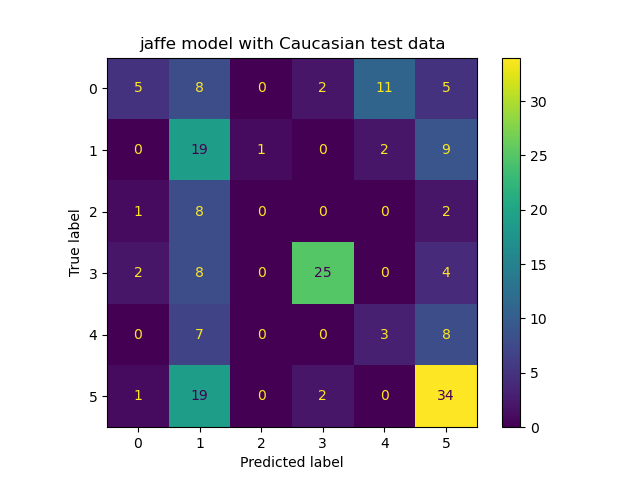 jaffe model with Caucasian test data
0 5 8 0 2 11 5
1 0 19 1 0 2 9
2 1 8 0 0 0 2
3 2 8 0 25 0 4
4 0 7 0 0 3 8
5 1 19 0 2 0 34
0 1 2 3 4 5
True label
Predicted label
30
25
20
15
10
5
0